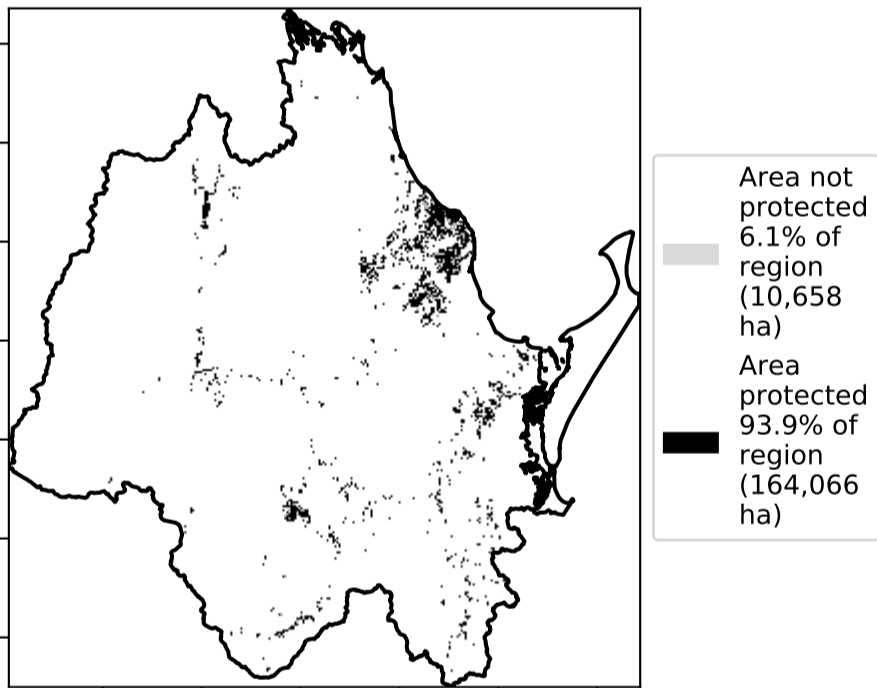 Area not
protected
6.1% of
region
(10,658
ha)
Area
protected
93.9% of
region
(164,066
ha)